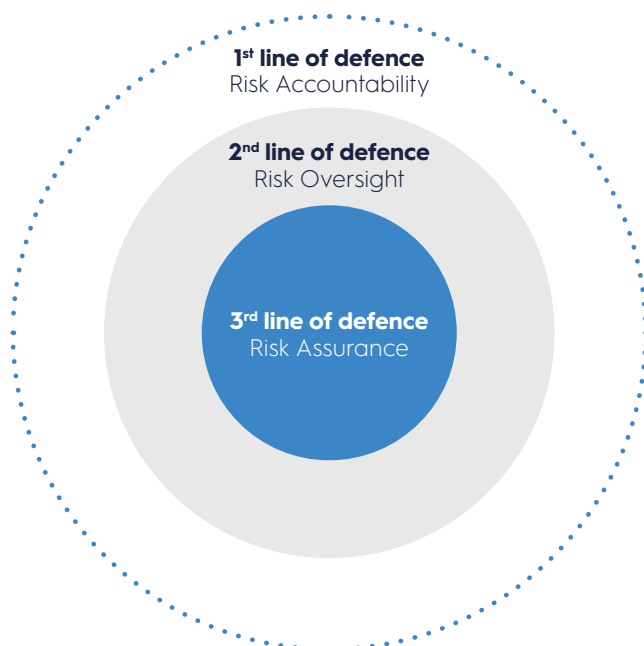 1st line of defence
Risk Accountability
2nd line of defence
Risk Oversight
3rd line of defence
Risk Assurance